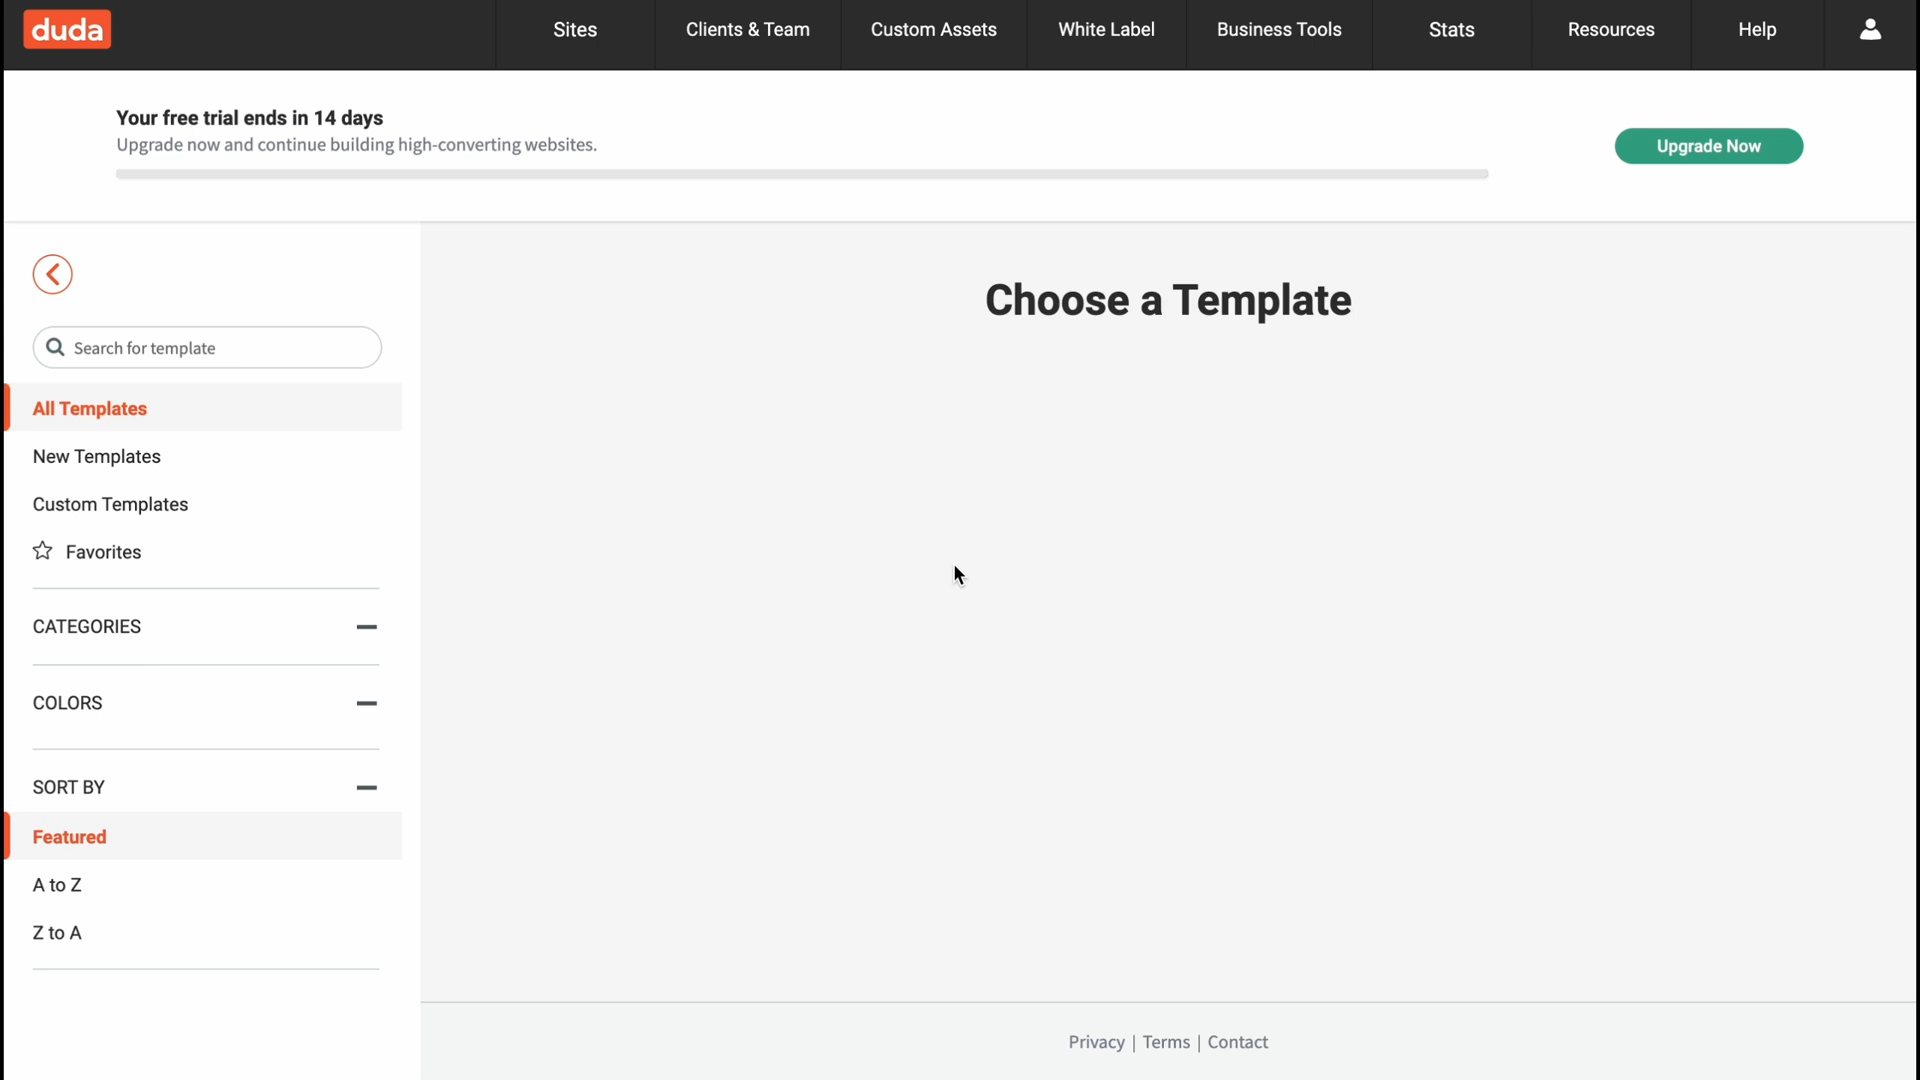 duda
Sites
Clients & Team
Custom Assets
White Label
Business Tools
Stats
Resources
Help
Your free trial ends in 14 days
Upgrade now and continue building high-converting websites.
Upgrade Now
Search for template
All Templates
New Templates
Custom Templates
Favorites
CATEGORIES
COLORS
SORT BY
Featured
A to Z
Z to A
Choose a Template
Privacy | Terms | Contact